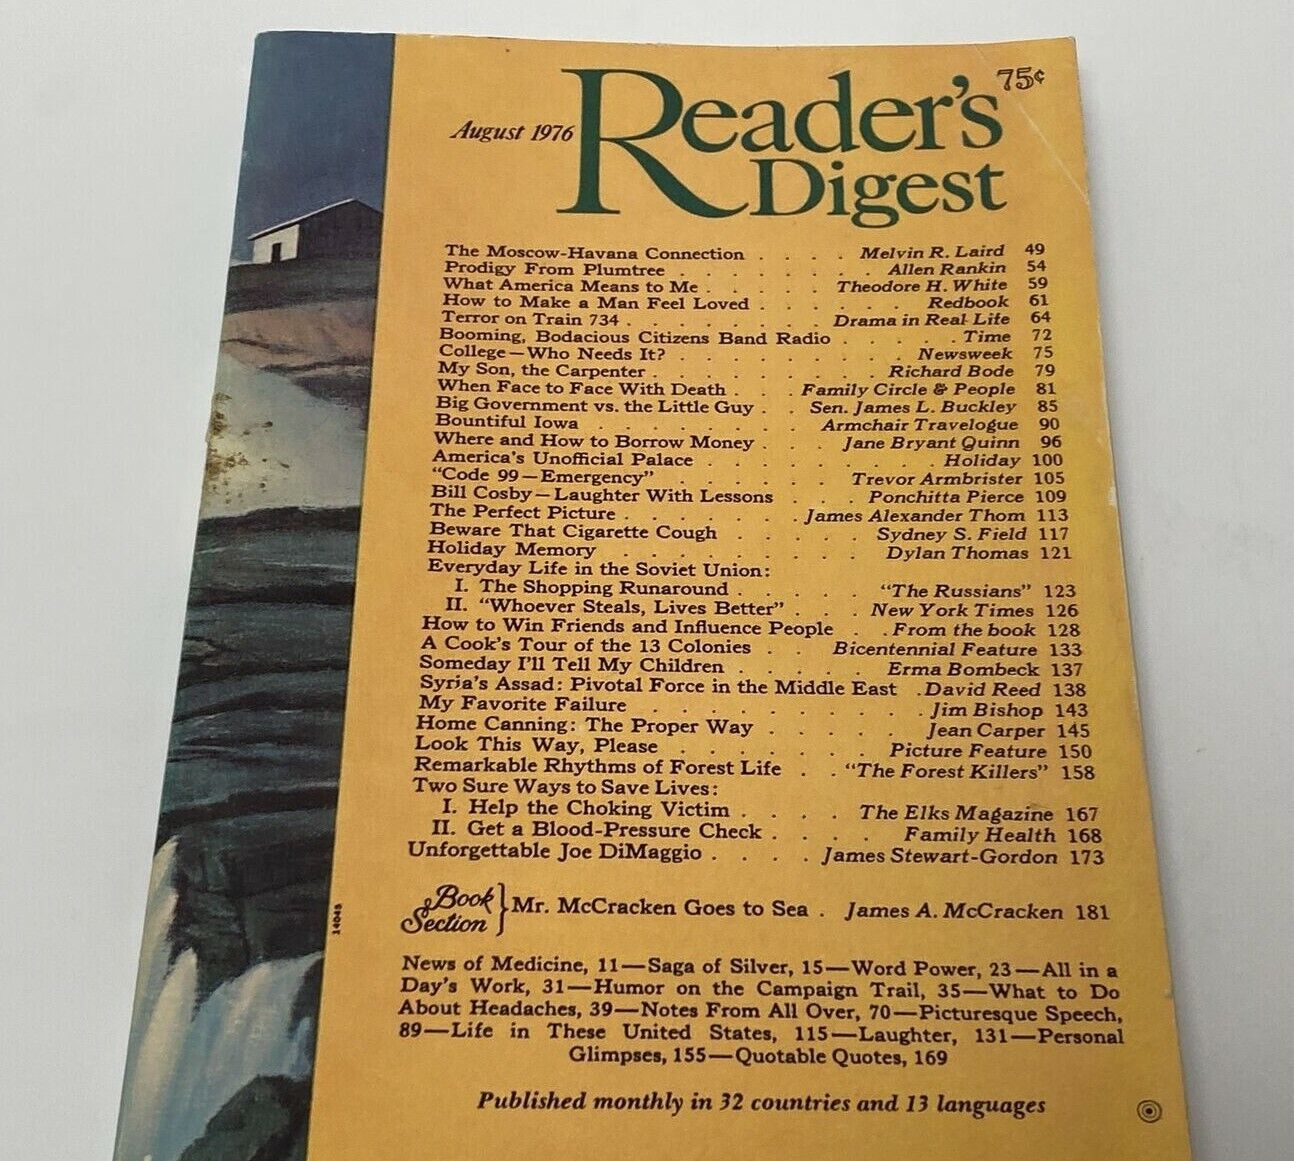 75¢
August 1976 Reader's
Digest
The Moscow-Havana Connection . . . . Melvin R. Laird 49
Prodigy From Plumtree . . . . . . . . Allen Rankin 54
What America Means to Me . . . . . Theodore H. White 59
How to Make a Man Feel Loved . . . . . . Redbook 61
Terror on Train 734 . . . . . . . Drama in Real Life 64
Booming, Bodacious Citizens Band Radio . . . . . Time 72
College—Who Needs It? . . . . . . . . . Newsweek 75
My Son, the Carpenter . . . . . . . . . Richard Bode 79
When Face to Face With Death . . . Family Circle & People 81
Big Government vs. the Little Guy . . Sen. James L. Buckley 85
Bountiful Iowa . . . . . . . . Armchair Travelogue 90
Where and How to Borrow Money . . . Jane Bryant Quinn 96
America's Unofficial Palace . . . . . . . . . Holiday 100
"Code 99—Emergency" . . . . . . Trevor Armbrister 105
Bill Cosby—Laughter With Lessons . . . Ponchitta Pierce 109
The Perfect Picture . . . . . . . James Alexander Thom 113
Beware That Cigarette Cough . . . . . Sydney S. Field 117
Holiday Memory . . . . . . . . . Dylan Thomas 121
Everyday Life in the Soviet Union:
I. The Shopping Runaround . . . . . "The Russians" 123
II. "Whoever Steals, Lives Better" . . . New York Times 126
How to Win Friends and Influence People . . From the book 128
A Cook's Tour of the 13 Colonies . . Bicentennial Feature 133
Someday I'll Tell My Children . . . . . Erma Bombeck 137
Syria's Assad: Pivotal Force in the Middle East . David Reed 138
My Favorite Failure . . . . . . . . . . Jim Bishop 143
Home Canning: The Proper Way . . . . . Jean Carper 145
Look This Way, Please . . . . . . . Picture Feature 150
Remarkable Rhythms of Forest Life . . "The Forest Killers" 158
Two Sure Ways to Save Lives:
I. Help the Choking Victim . . . . The Elks Magazine 167
II. Get a Blood-Pressure Check . . . . Family Health 168
Unforgettable Joe DiMaggio . . . . James Stewart-Gordon 173
Book
Section } Mr. McCracken Goes to Sea . James A. McCracken 181
14045
News of Medicine, 11—Saga of Silver, 15—Word Power, 23—All in a
Day's Work, 31—Humor on the Campaign Trail, 35—What to Do
About Headaches, 39—Notes From All Over, 70—Picturesque Speech,
89—Life in These United States, 115—Laughter, 131—Personal
Glimpses, 155—Quotable Quotes, 169
Published monthly in 32 countries and 13 languages